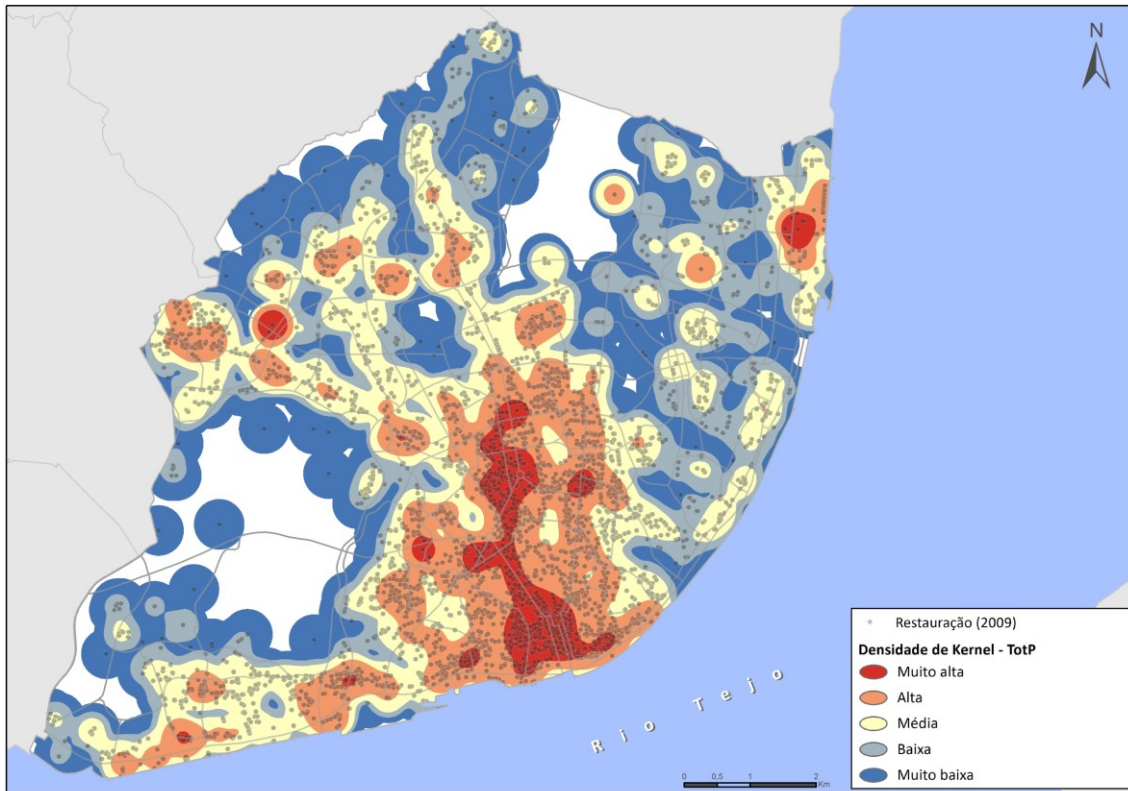 N
Rio Tejo
0 0,5 1 2
Km
Restauração (2009)
Densidade de Kernel - TotP
Muito alta
Alta
Média
Baixa
Muito baixa